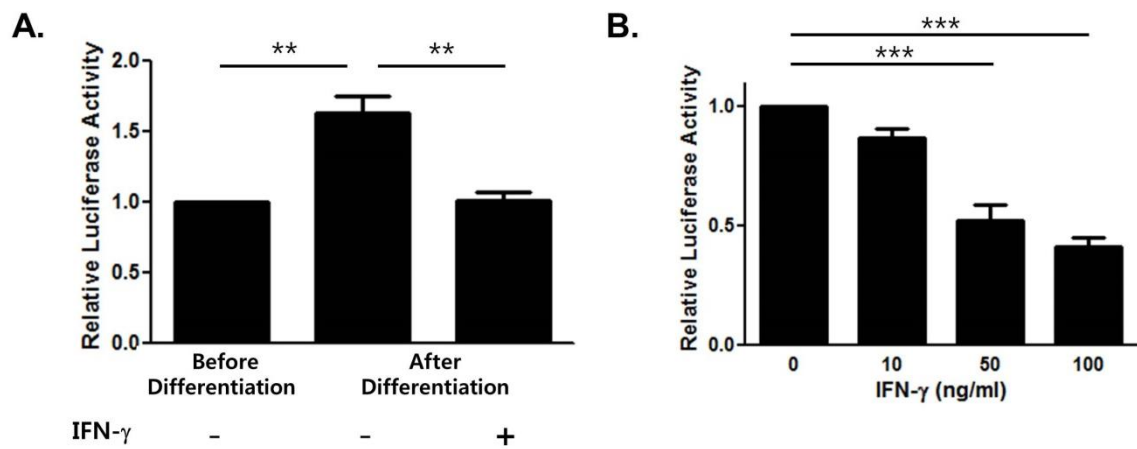 A.
**
**
Relative Luciferase Activity
2.0
1.5
1.0
0.5
0.0
Before
Differentiation
After
Differentiation
IFN-γ - - +
B.
***
***
Relative Luciferase Activity
1.0
0.5
0.0
0 10 50 100
IFN-γ (ng/ml)